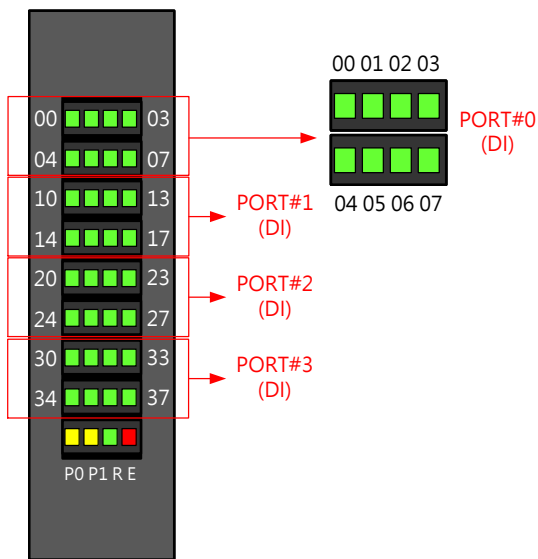 00 01 02 03
PORT#0
(DI)
04 05 06 07
00 03
04 07
10 13
PORT#1
(DI)
14 17
20 23
PORT#2
(DI)
24 27
30 33
PORT#3
(DI)
34 37
P0 P1 R E